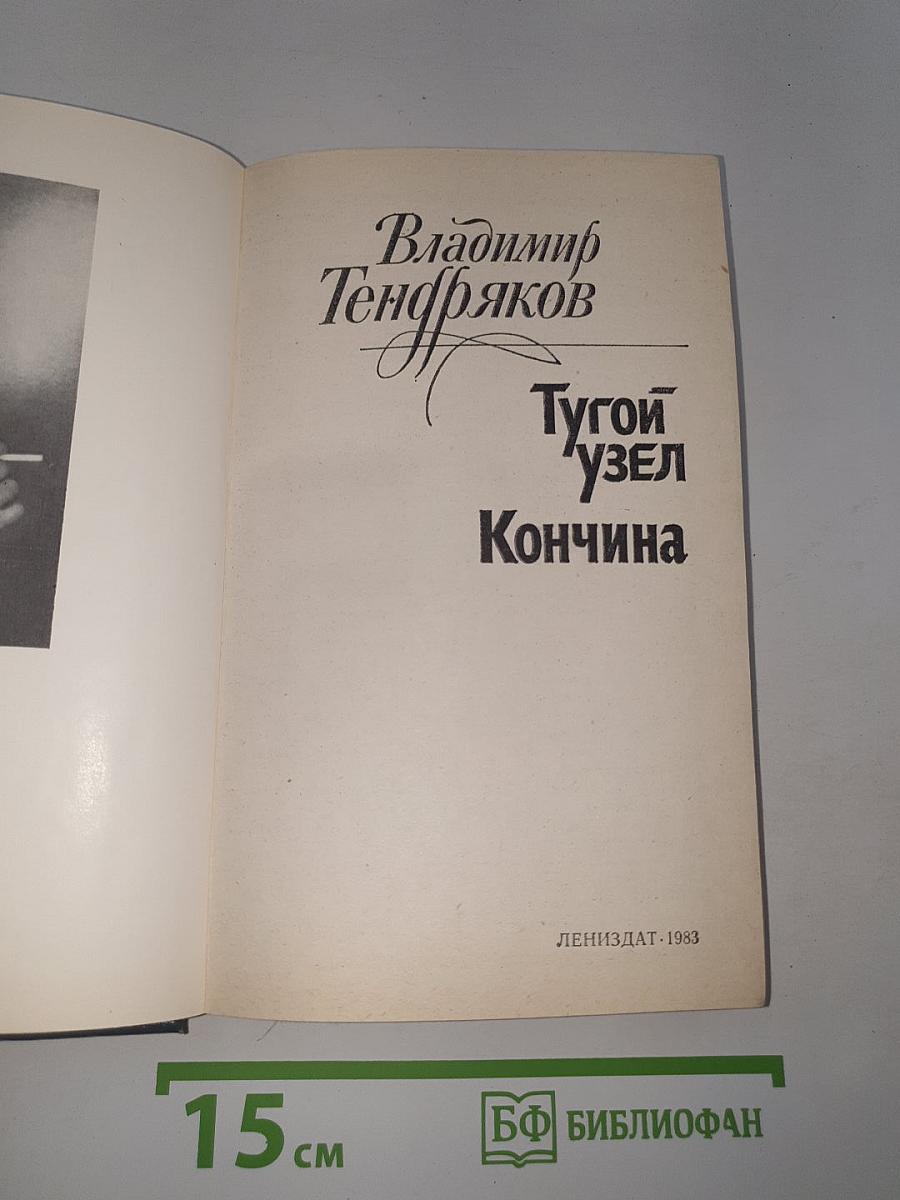 Владимир
Тендряков
Тугой
узел
Кончина
ЛЕНИЗДАТ·1983
15 см
БФ БИБЛИОФАН